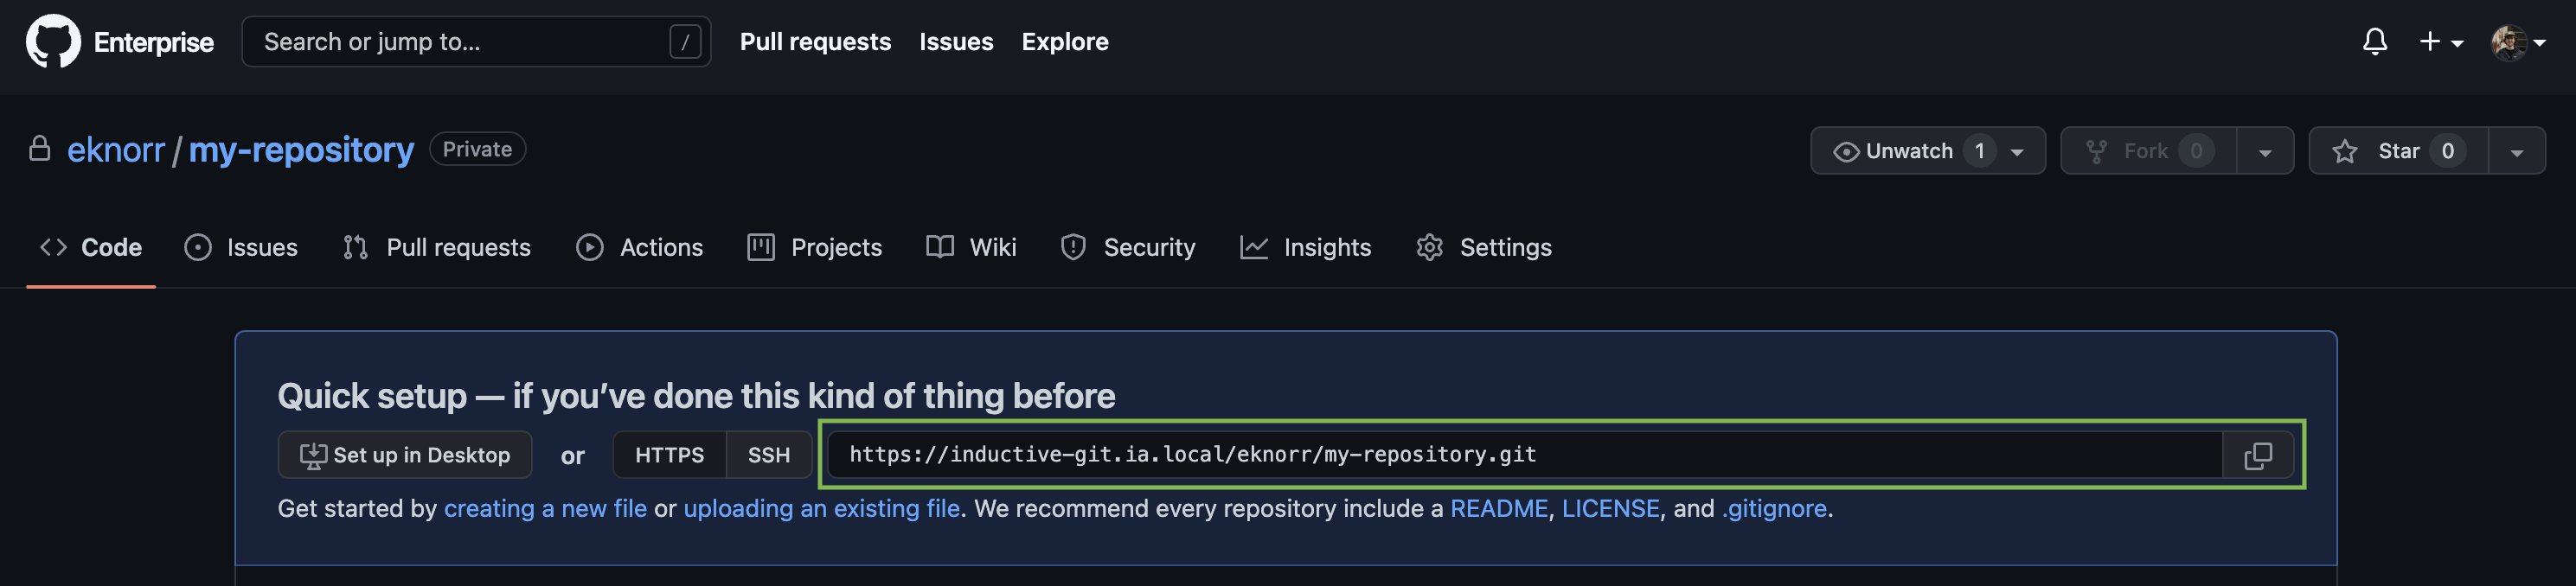 Enterprise Search or jump to... / Pull requests Issues Explore
eknorr / my-repository Private Unwatch 1 Fork 0 Star 0
Code Issues Pull requests Actions Projects Wiki Security Insights Settings
Quick setup — if you’ve done this kind of thing before
Set up in Desktop or HTTPS SSH https://inductive-git.ia.local/eknorr/my-repository.git
Get started by creating a new file or uploading an existing file. We recommend every repository include a README, LICENSE, and .gitignore.